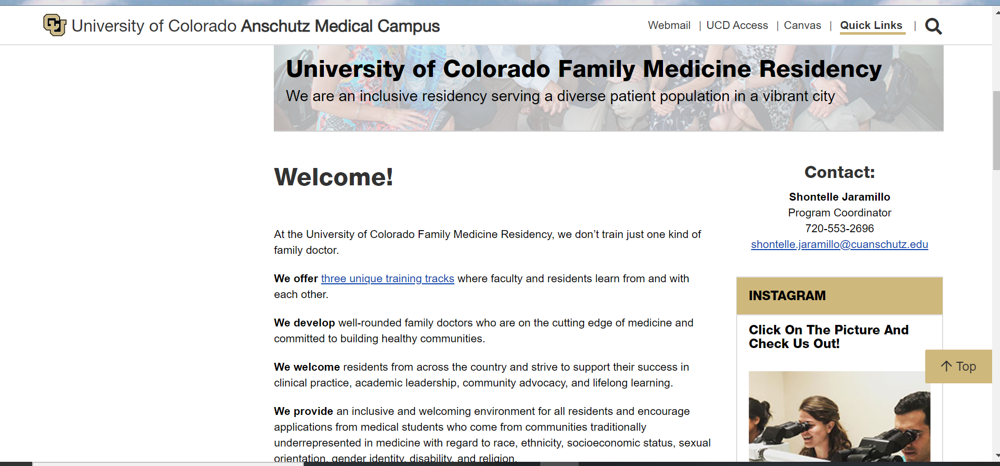 University of Colorado Anschutz Medical Campus
Webmail | UCD Access | Canvas | Quick Links |
University of Colorado Family Medicine Residency
We are an inclusive residency serving a diverse patient population in a vibrant city
Welcome!
At the University of Colorado Family Medicine Residency, we don’t train just one kind of
family doctor.
We offer three unique training tracks where faculty and residents learn from and with
each other.
We develop well-rounded family doctors who are on the cutting edge of medicine and
committed to building healthy communities.
We welcome residents from across the country and strive to support their success in
clinical practice, academic leadership, community advocacy, and lifelong learning.
We provide an inclusive and welcoming environment for all residents and encourage
applications from medical students who come from communities traditionally
underrepresented in medicine with regard to race, ethnicity, socioeconomic status, sexual
orientation, gender identity, disability, and religion.
Contact:
Shontelle Jaramillo
Program Coordinator
720-553-2696
shontelle.jaramillo@cuanschutz.edu
INSTAGRAM
Click On The Picture And
Check Us Out!
Top